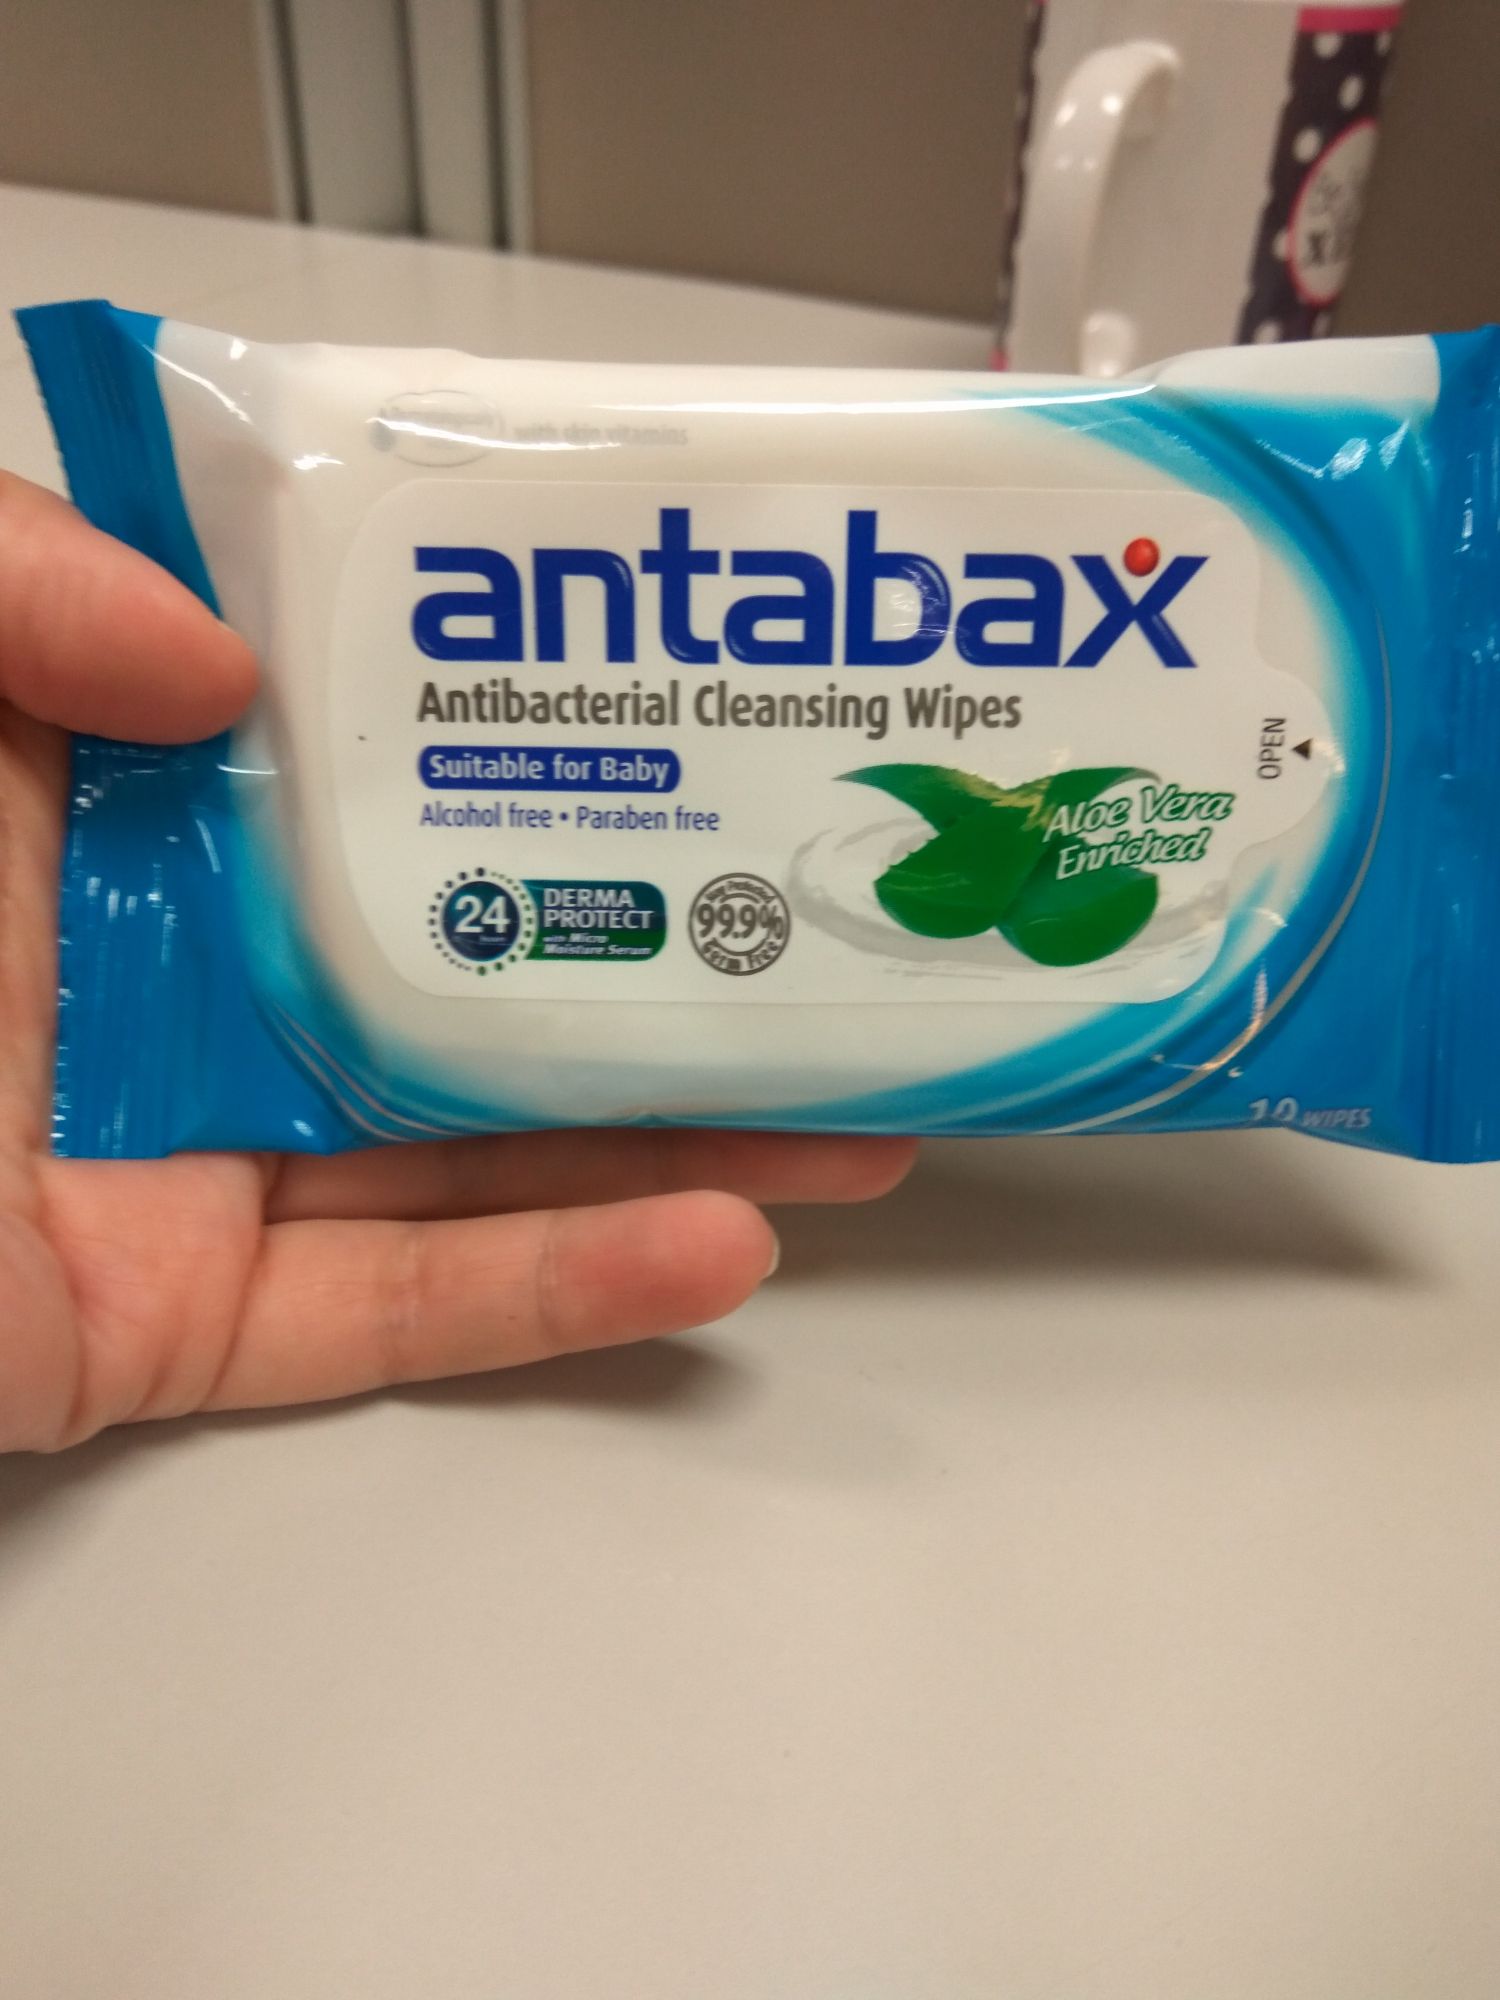 with skin vitamins
antabax
Antibacterial Cleansing Wipes
Suitable for Baby
Alcohol free • Paraben free
24
DERMA
PROTECT
with Micro
Moisture Serum
99.9%
Germ Free
Aloe Vera
Enriched
OPEN
10 WIPES